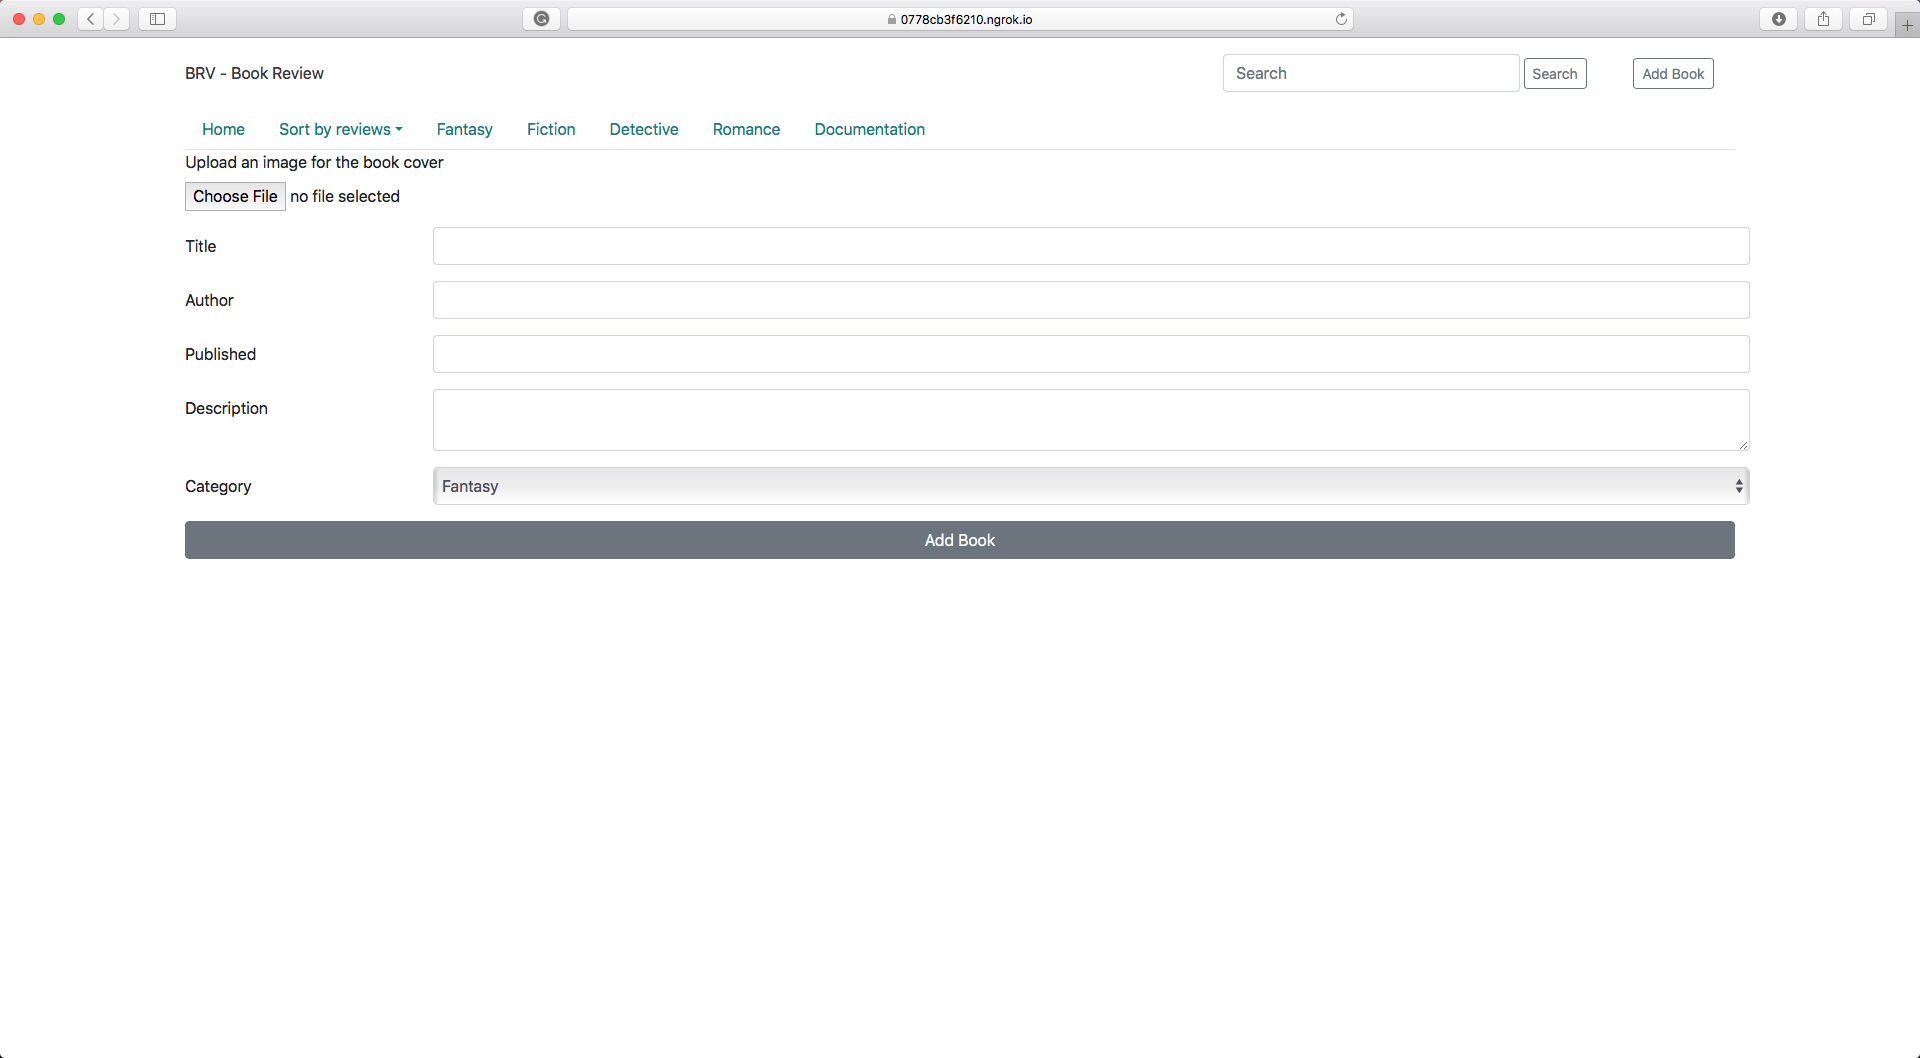 0778cb3f6210.ngrok.io
BRV - Book Review
Search Search Add Book
Home Sort by reviews Fantasy Fiction Detective Romance Documentation
Upload an image for the book cover
Choose File no file selected
Title
Author
Published
Description
Category Fantasy
Add Book